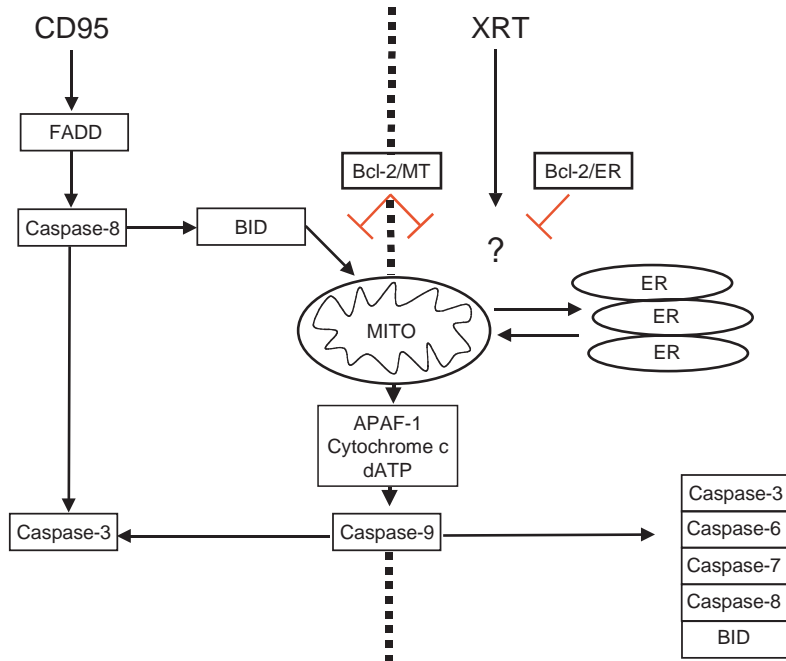 CD95
XRT
FADD
Bcl-2/MT
Bcl-2/ER
Caspase-8
BID
?
ER
ER
ER
MITO
APAF-1
Cytochrome c
dATP
Caspase-3
Caspase-9
Caspase-3
Caspase-6
Caspase-7
Caspase-8
BID